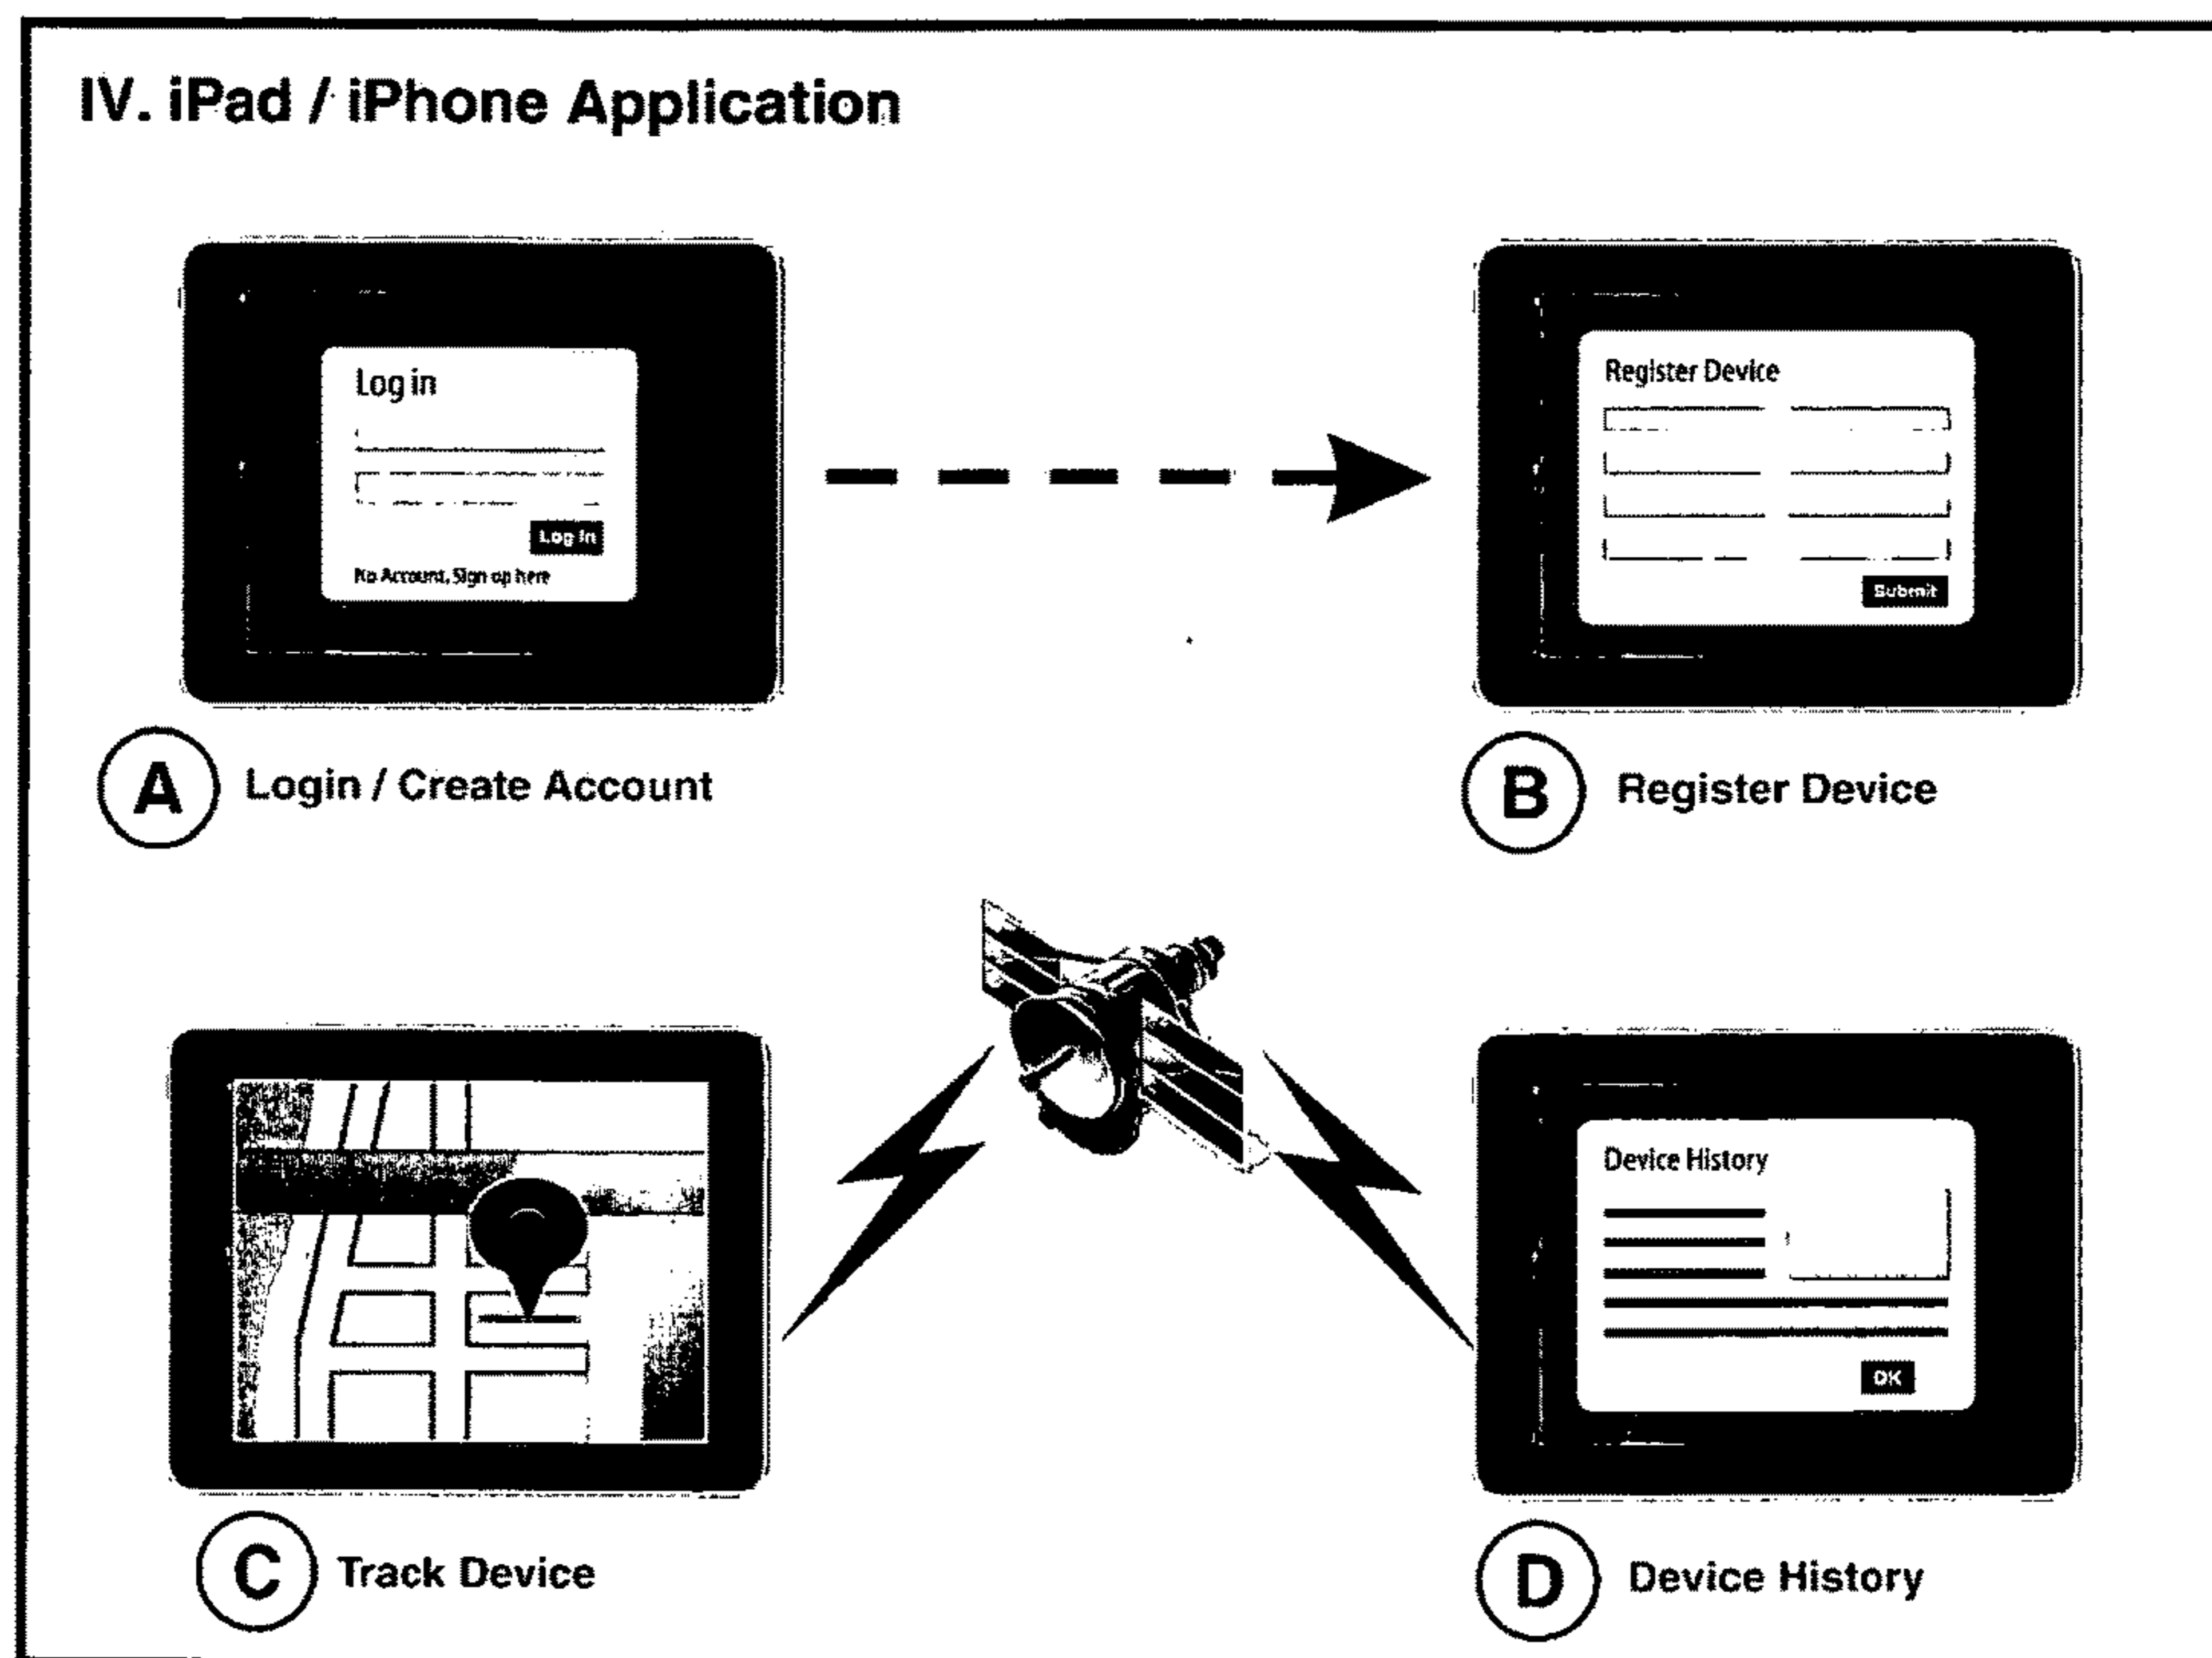 IV. iPad / iPhone Application
Log in
Log In
No Account, Sign up here
Register Device
Submit
A Login / Create Account
B Register Device
Device History
OK
C Track Device
D Device History